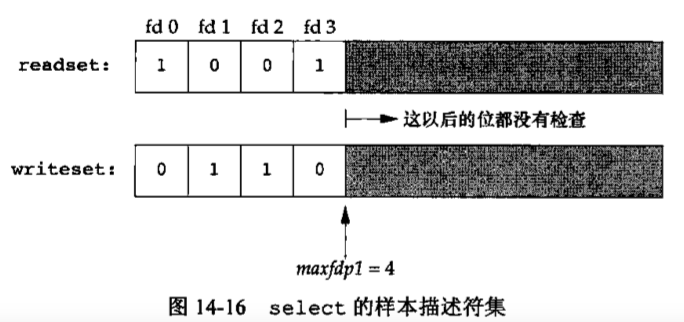 fd 0 fd 1 fd 2 fd 3
readset: 1 0 0 1
这以后的位都没有检查
writeset: 0 1 1 0
maxfdp1 = 4
图 14-16 select 的样本描述符集